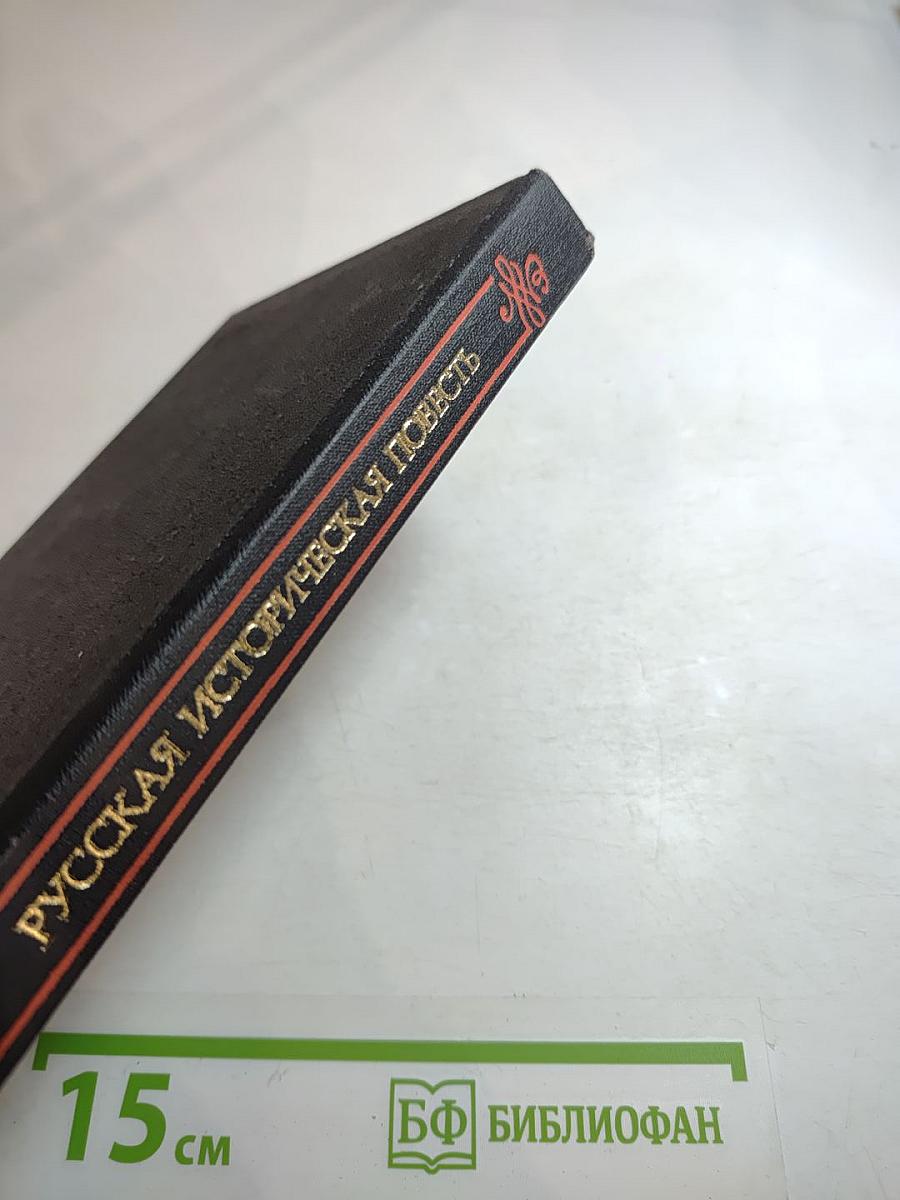 РУССКАЯ ИСТОРИЧЕСКАЯ ПОВЕСТЬ
15 см
БФ БИБЛИОФАН